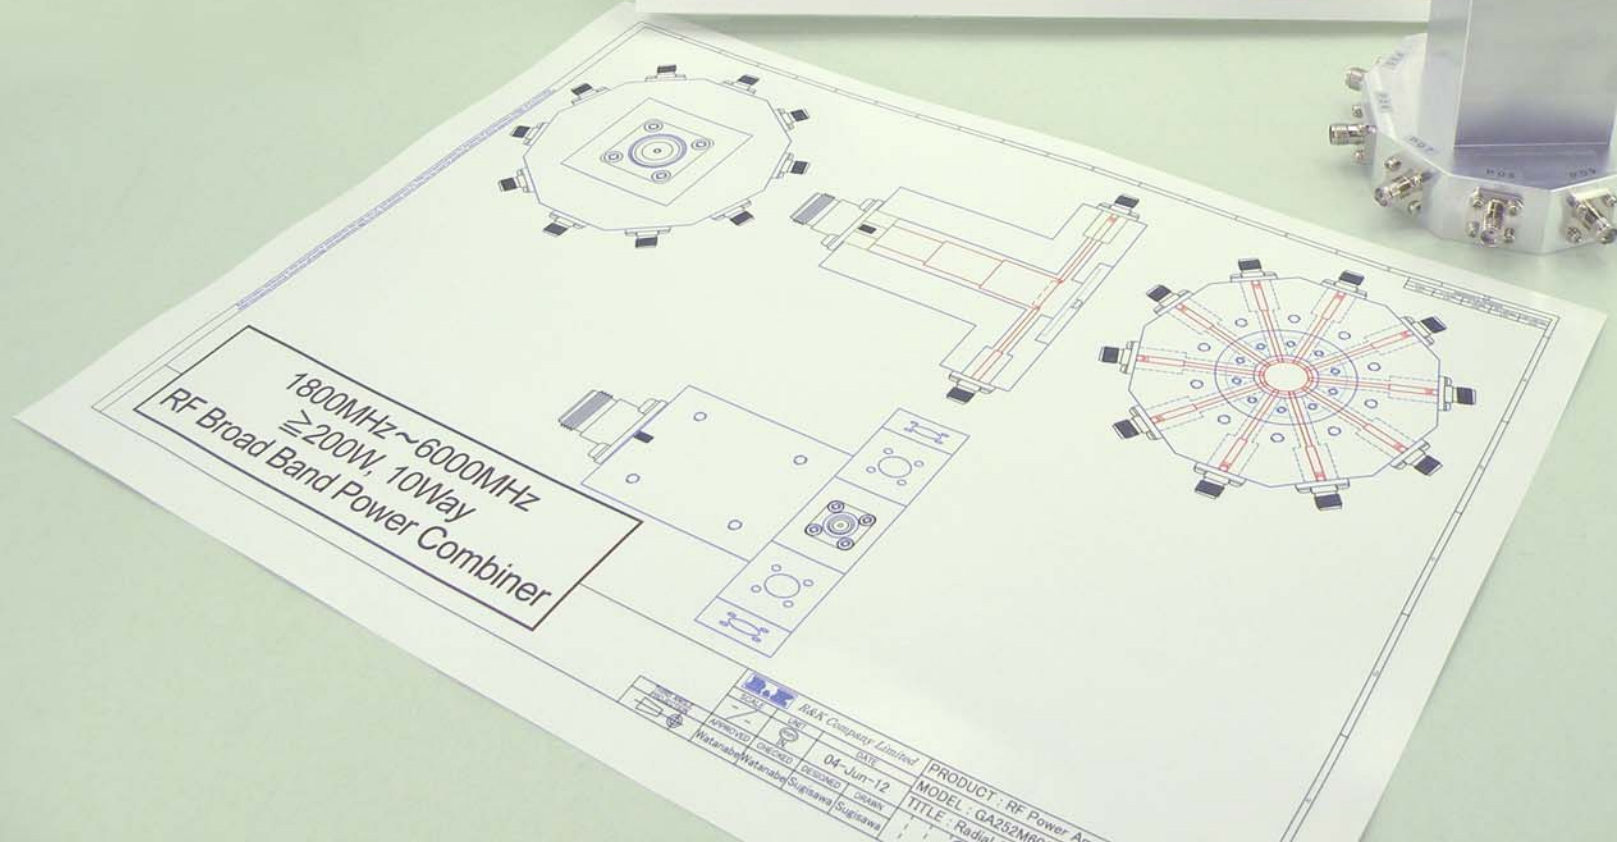 1800MHz～6000MHz
≧200W, 10Way
RF Broad Band Power Combiner
R&K
R&K Company Limited
SCALE
UNIT
DATE
04-Jun-12
APPROVED CHECKED DESIGNED DRAWN
Watanabe Watanabe Sugisawa Sugisawa
PRODUCT : RF Power
MODEL : GA252M
TITLE : Radial